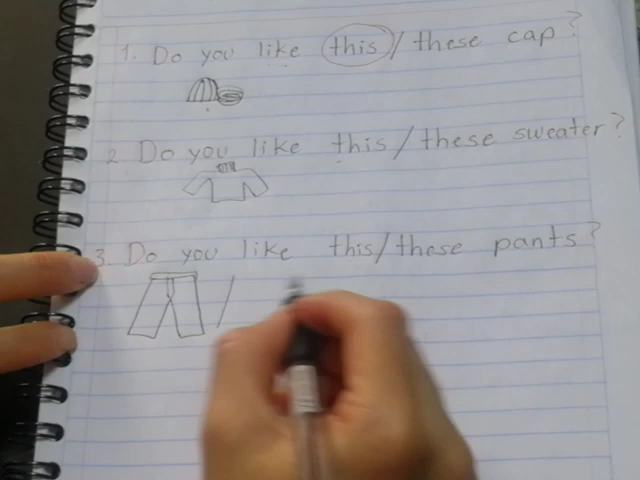 1. Do you like this/these cap?
2 Do you like this/these sweater?
3. Do you like this/these pants?